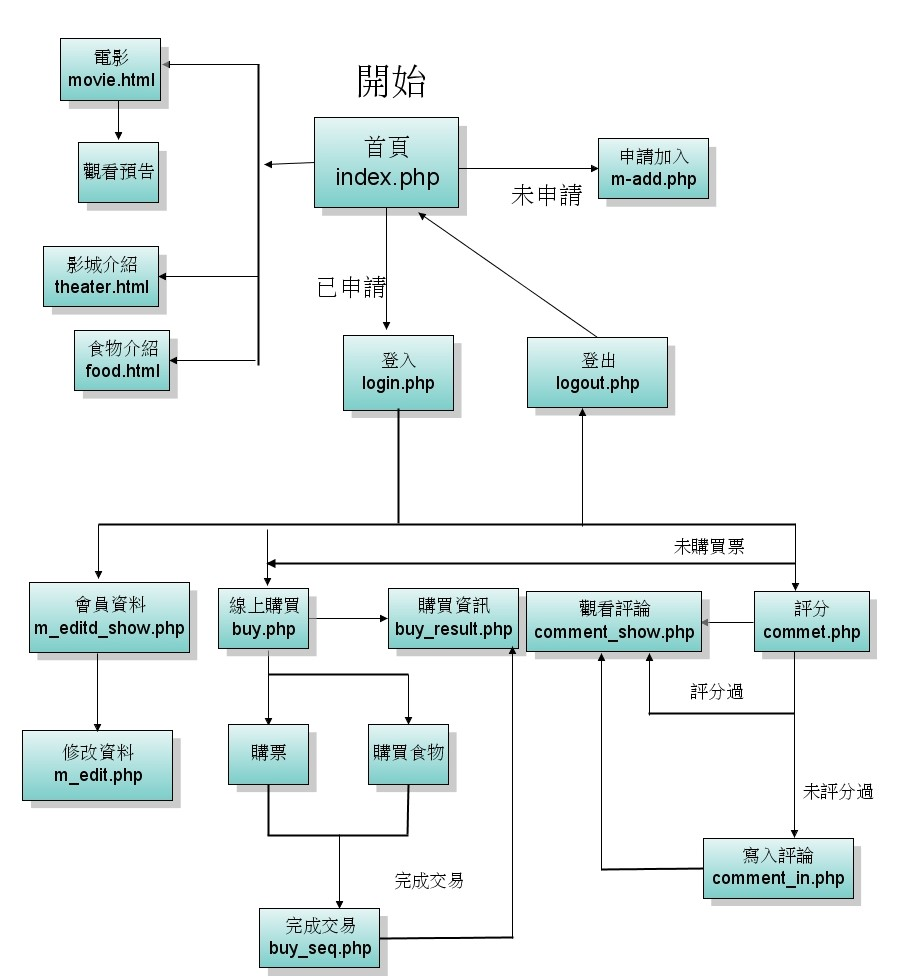 開始
電影
movie.html
觀看預告
首頁
index.php
申請加入
m-add.php
未申請
影城介紹
theater.html
已申請
食物介紹
food.html
登入
login.php
登出
logout.php
未購買票
會員資料
m_editd_show.php
線上購買
buy.php
購買資訊
buy_result.php
觀看評論
comment_show.php
評分
commet.php
評分過
修改資料
m_edit.php
購票
購買食物
未評分過
寫入評論
comment_in.php
完成交易
完成交易
buy_seq.php